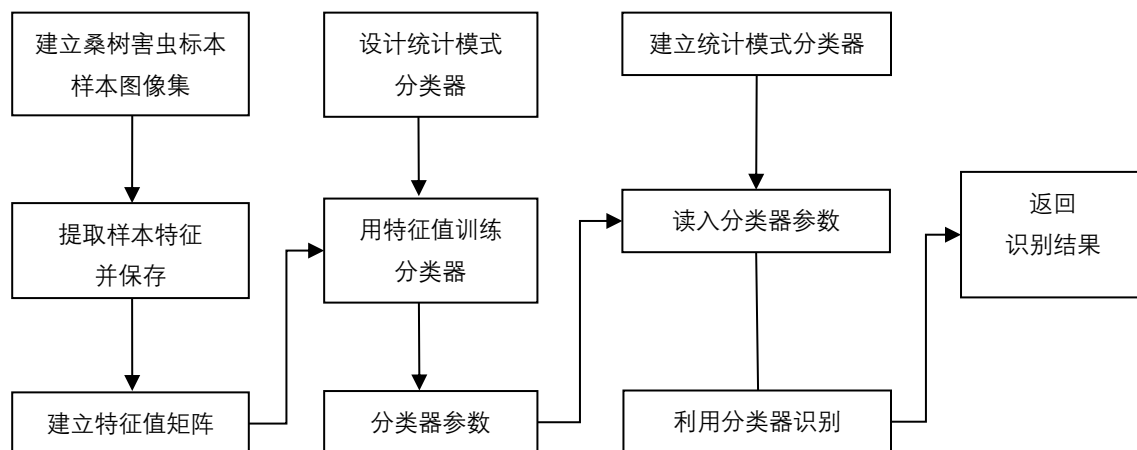 建立桑树害虫标本
样本图像集
提取样本特征
并保存
建立特征值矩阵
设计统计模式
分类器
用特征值训练
分类器
分类器参数
建立统计模式分类器
读入分类器参数
利用分类器识别
返回
识别结果